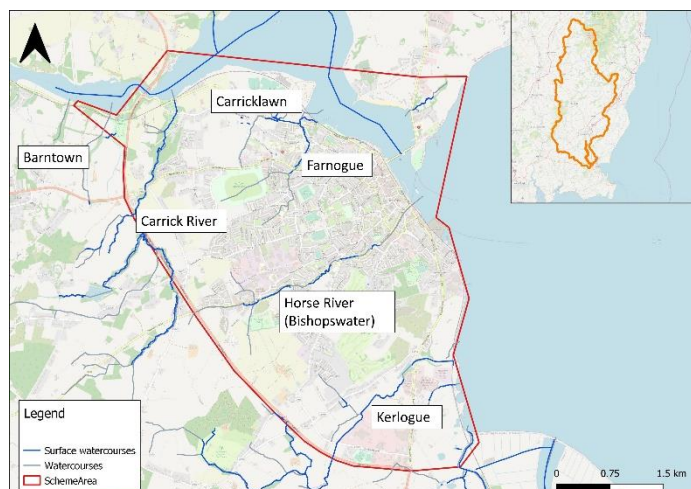 Carricklawn
Barntown
Farnogue
Carrick River
Horse River
(Bishopswater)
Kerlogue
Legend
Surface watercourses
Watercourses
SchemeArea
0 0.75 1.5 km